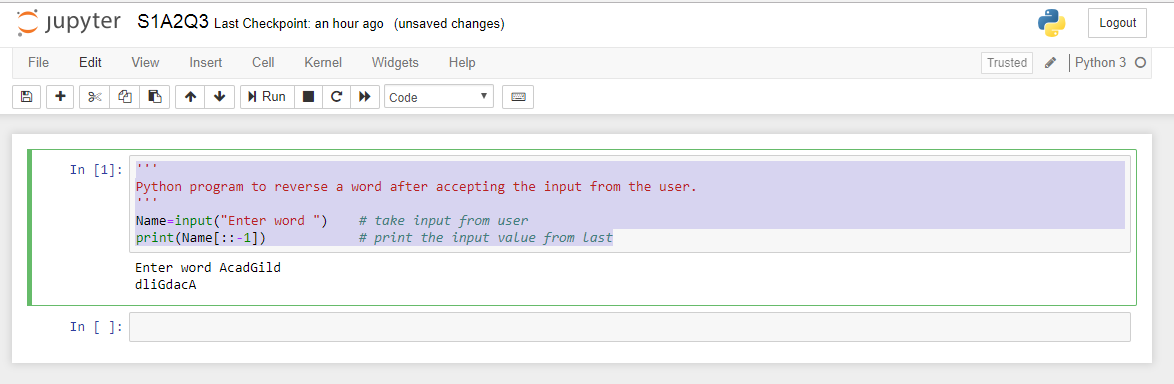 jupyter S1A2Q3 Last Checkpoint: an hour ago (unsaved changes) Logout
File Edit View Insert Cell Kernel Widgets Help Trusted Python 3
Run Code
In [1]: '''
Python program to reverse a word after accepting the input from the user.
'''
Name=input("Enter word ")    # take input from user
print(Name[::-1])            # print the input value from last
Enter word AcadGild
dliGdacA
In [ ]: